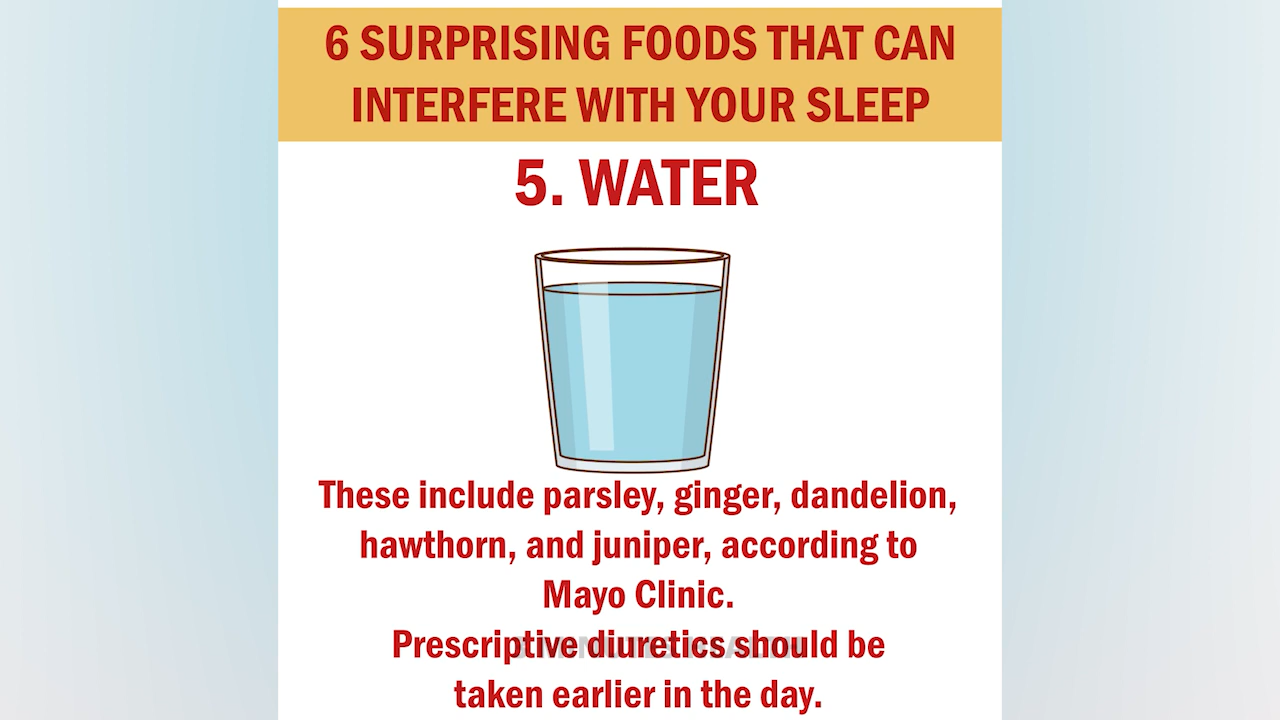 6 SURPRISING FOODS THAT CAN
INTERFERE WITH YOUR SLEEP
5. WATER
These include parsley, ginger, dandelion,
hawthorn, and juniper, according to
Mayo Clinic.
Prescriptive diuretics should be
taken earlier in the day.